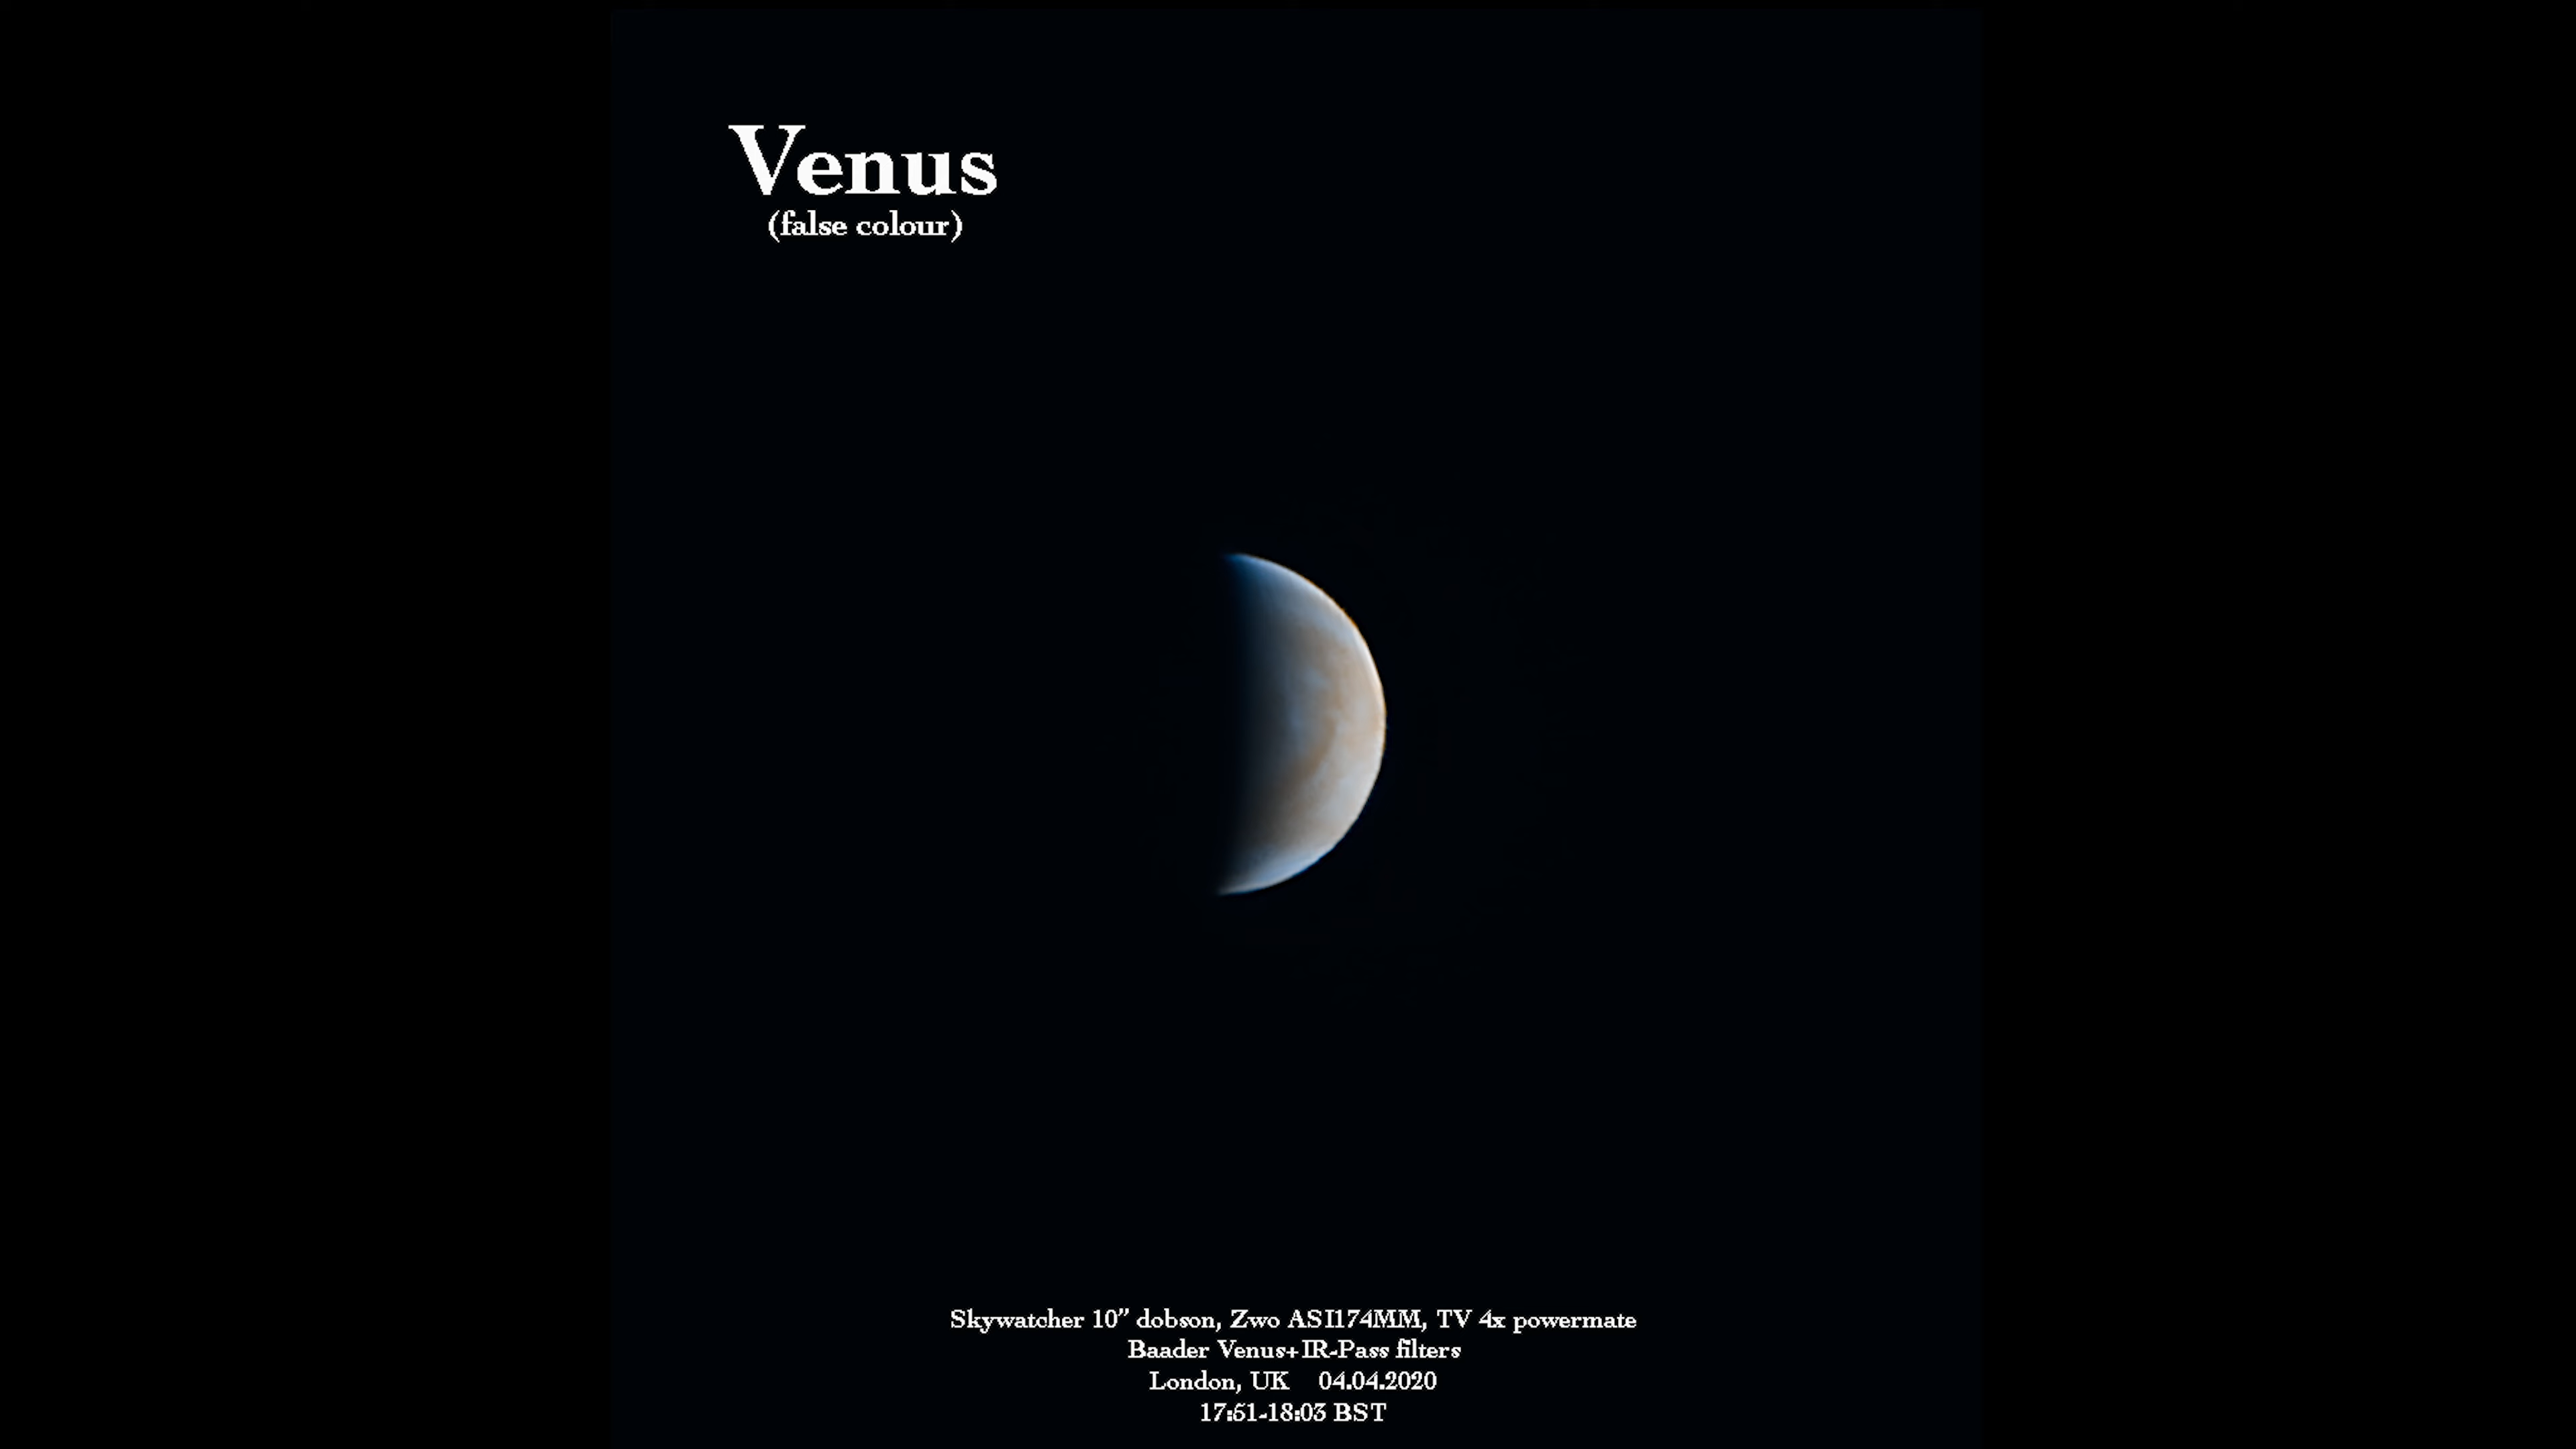 Venus
(false colour)
Skywatcher 10” dobson, Zwo ASI174MM, TV 4x powermate
Baader Venus+IR-Pass filters
London, UK 04.04.2020
17:51-18:03 BST